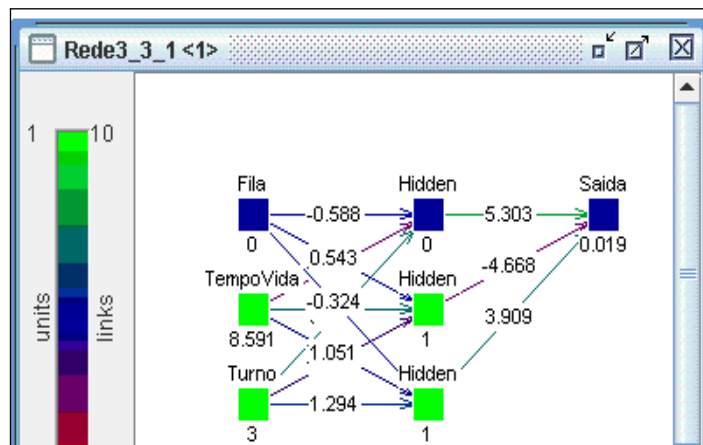 Rede3_3_1 <1>
1 10
units
links
Fila Hidden Saida
-0.588 5.303
0 0 0.019
0.543
TempoVida Hidden
-4.668
-0.324
8.591 1
3.909
1.051
Turno Hidden
1.294
3 1